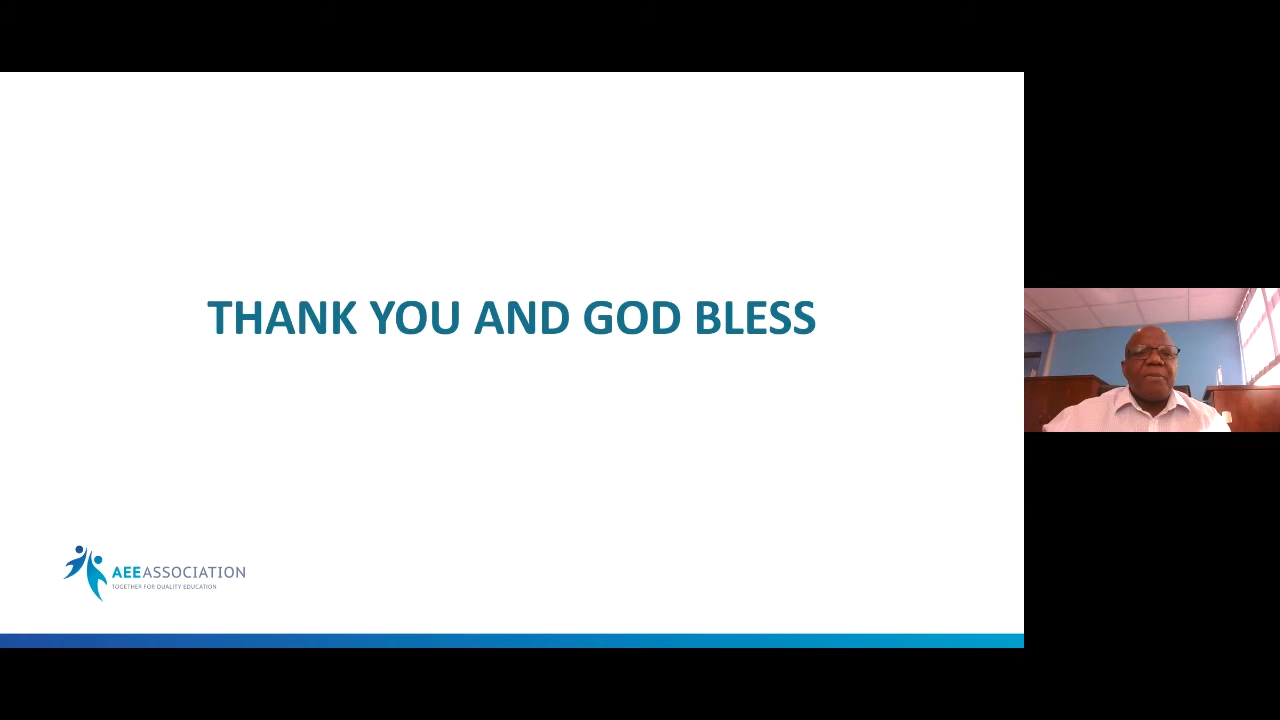 THANK YOU AND GOD BLESS
AEEASSOCIATION
TOGETHER FOR QUALITY EDUCATION